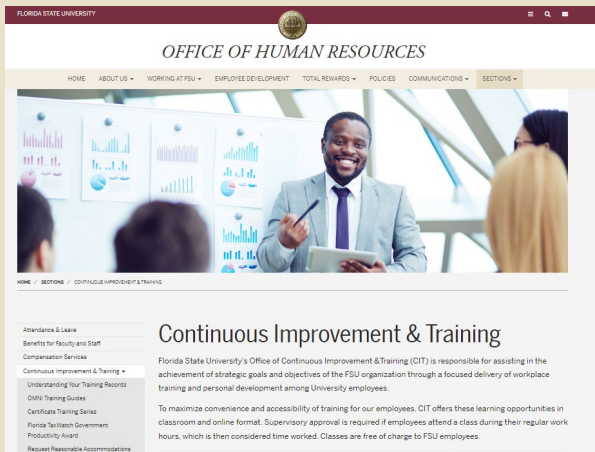 FLORIDA STATE UNIVERSITY
OFFICE OF HUMAN RESOURCES
HOME ABOUT US WORKING AT FSU EMPLOYEE DEVELOPMENT TOTAL REWARDS POLICIES COMMUNICATIONS SECTIONS
HOME / SECTIONS / CONTINUOUS IMPROVEMENT & TRAINING
Attendance & Leave
Benefits for Faculty and Staff
Compensation Services
Continuous Improvement & Training
Understanding Your Training Records
OMNI Training Guides
Certificate Training Series
Florida TaxWatch Government
Productivity Award
Request Reasonable Accommodations
Continuous Improvement & Training
Florida State University's Office of Continuous Improvement &Training (CIT) is responsible for assisting in the
achievement of strategic goals and objectives of the FSU organization through a focused delivery of workplace
training and personal development among University employees.
To maximize convenience and accessibility of training for our employees, CIT offers these learning opportunities in
classroom and online format. Supervisory approval is required if employees attend a class during their regular work
hours, which is then considered time worked. Classes are free of charge to FSU employees.